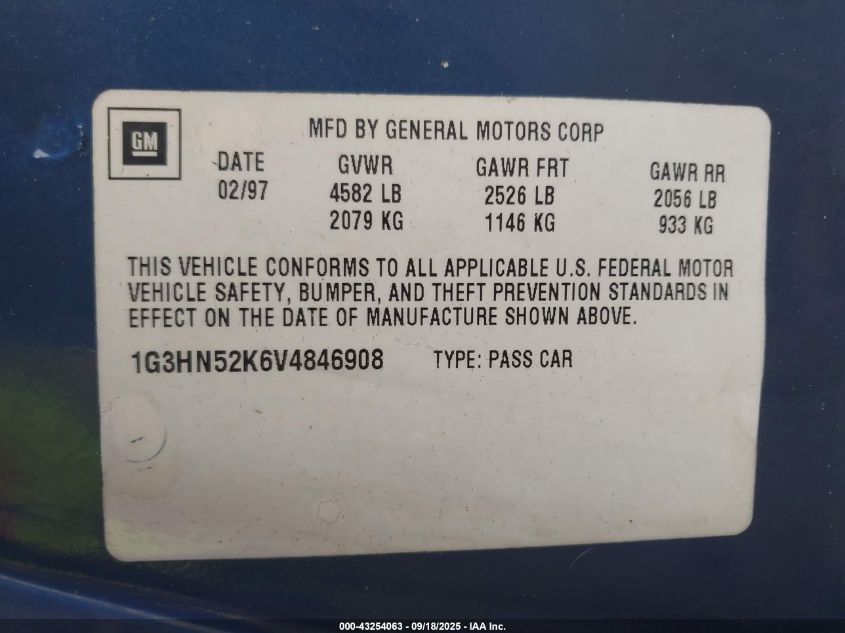 GM
MFD BY GENERAL MOTORS CORP
DATE GVWR GAWR FRT GAWR RR
02/97 4582 LB 2526 LB 2056 LB
2079 KG 1146 KG 933 KG
THIS VEHICLE CONFORMS TO ALL APPLICABLE U.S. FEDERAL MOTOR
VEHICLE SAFETY, BUMPER, AND THEFT PREVENTION STANDARDS IN
EFFECT ON THE DATE OF MANUFACTURE SHOWN ABOVE.
1G3HN52K6V4846908 TYPE: PASS CAR
000-43254063 - 09/18/2025 - IAA Inc.